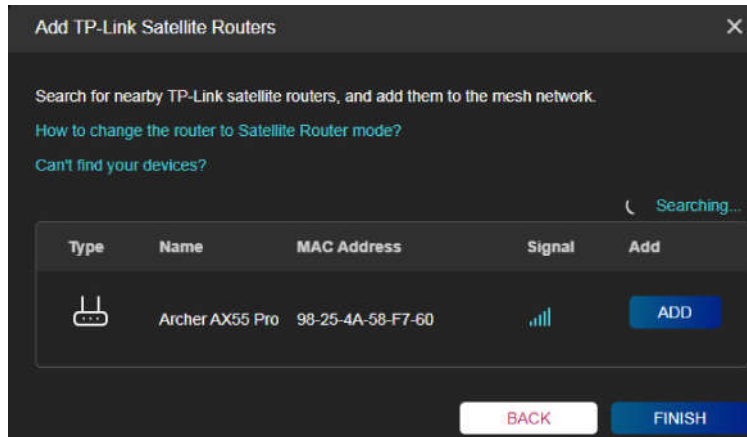 Add TP-Link Satellite Routers
Search for nearby TP-Link satellite routers, and add them to the mesh network.
How to change the router to Satellite Router mode?
Can't find your devices?
Searching...
Type Name MAC Address Signal Add
Archer AX55 Pro 98-25-4A-58-F7-60 ADD
BACK FINISH